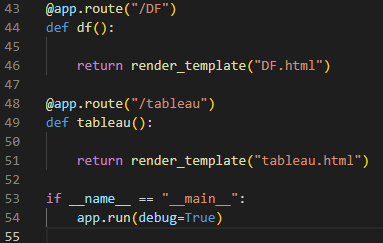 43 @app.route("/DF")
44 def df():
45
46     return render_template("DF.html")
47
48 @app.route("/tableau")
49 def tableau():
50
51     return render_template("tableau.html")
52
53 if __name__ == "__main__":
54     app.run(debug=True)
55